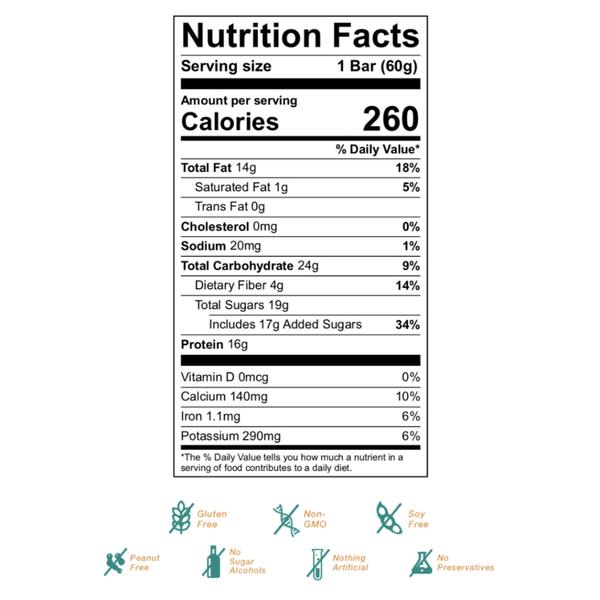 Nutrition Facts
Serving size 1 Bar (60g)
Amount per serving
Calories 260
% Daily Value*
Total Fat 14g 18%
Saturated Fat 1g 5%
Trans Fat 0g
Cholesterol 0mg 0%
Sodium 20mg 1%
Total Carbohydrate 24g 9%
Dietary Fiber 4g 14%
Total Sugars 19g
Includes 17g Added Sugars 34%
Protein 16g
Vitamin D 0mcg 0%
Calcium 140mg 10%
Iron 1.1mg 6%
Potassium 290mg 6%
*The % Daily Value tells you how much a nutrient in a
serving of food contributes to a daily diet.
Gluten
Free
Non-
GMO
Soy
Free
Peanut
Free
No
Sugar
Alcohols
Nothing
Artificial
No
Preservatives